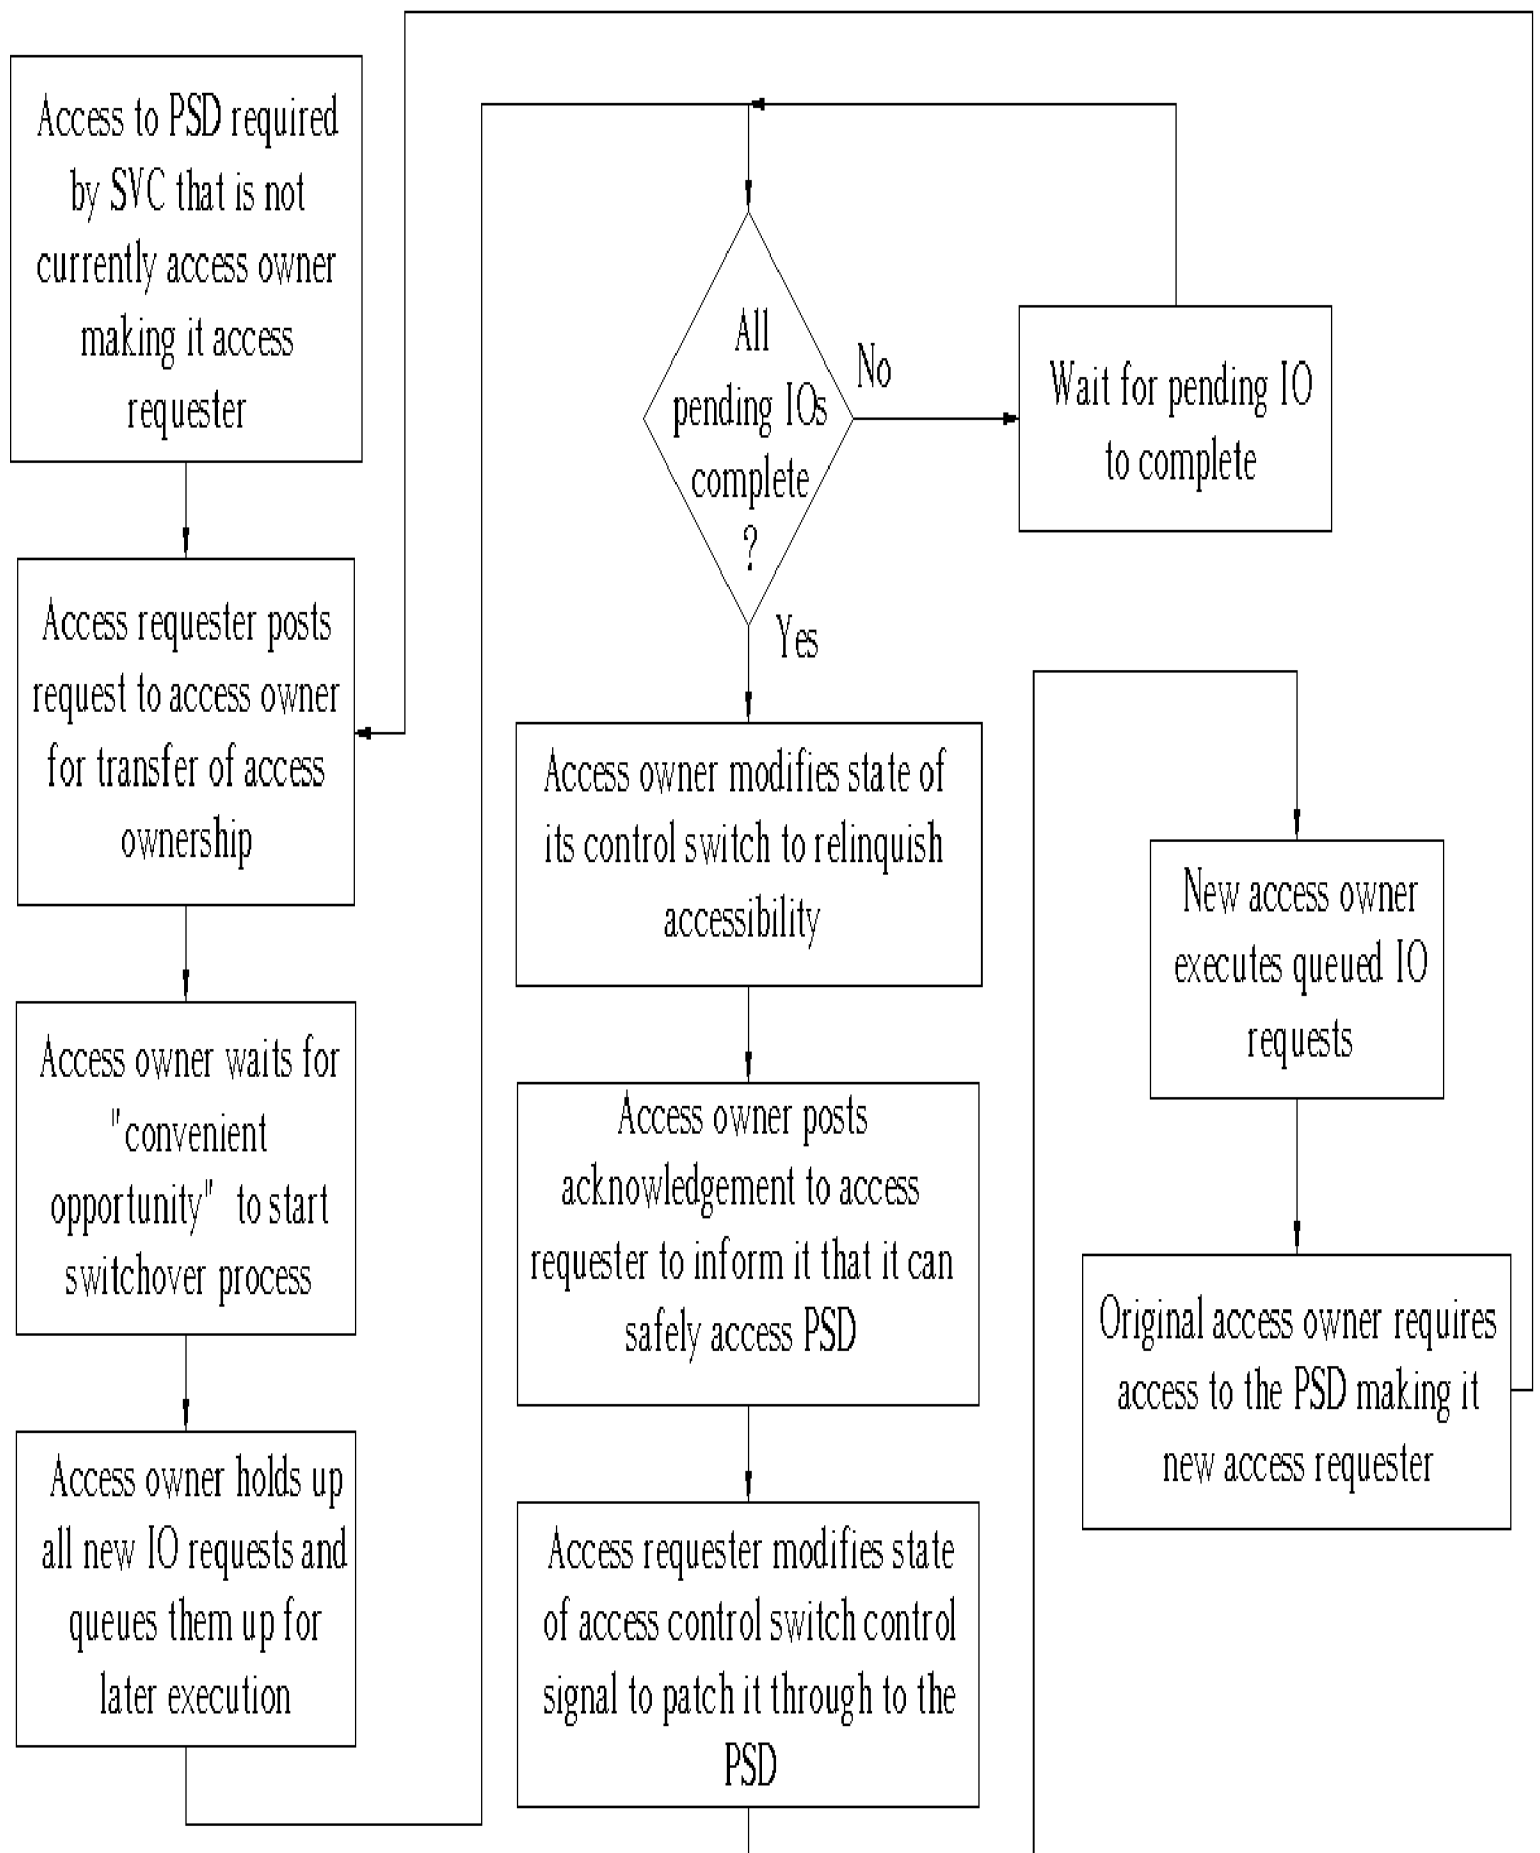 Access to PSD required
by SVC that is not
currently access owner
making it access
requester
Access requester posts
request to access owner
for transfer of access
ownership
Access owner waits for
"convenient
opportunity" to start
switchover process
Access owner holds up
all new IO requests and
queues them up for
later execution
All
pending IOs
complete
?
No
Wait for pending IO
to complete
Yes
Access owner modifies state of
its control switch to relinquish
accessibility
Access owner posts
acknowledgement to access
requester to inform it that it can
safely access PSD
Access requester modifies state
of access control switch control
signal to patch it through to the
PSD
New access owner
executes queued IO
requests
Original access owner requires
access to the PSD making it
new access requester